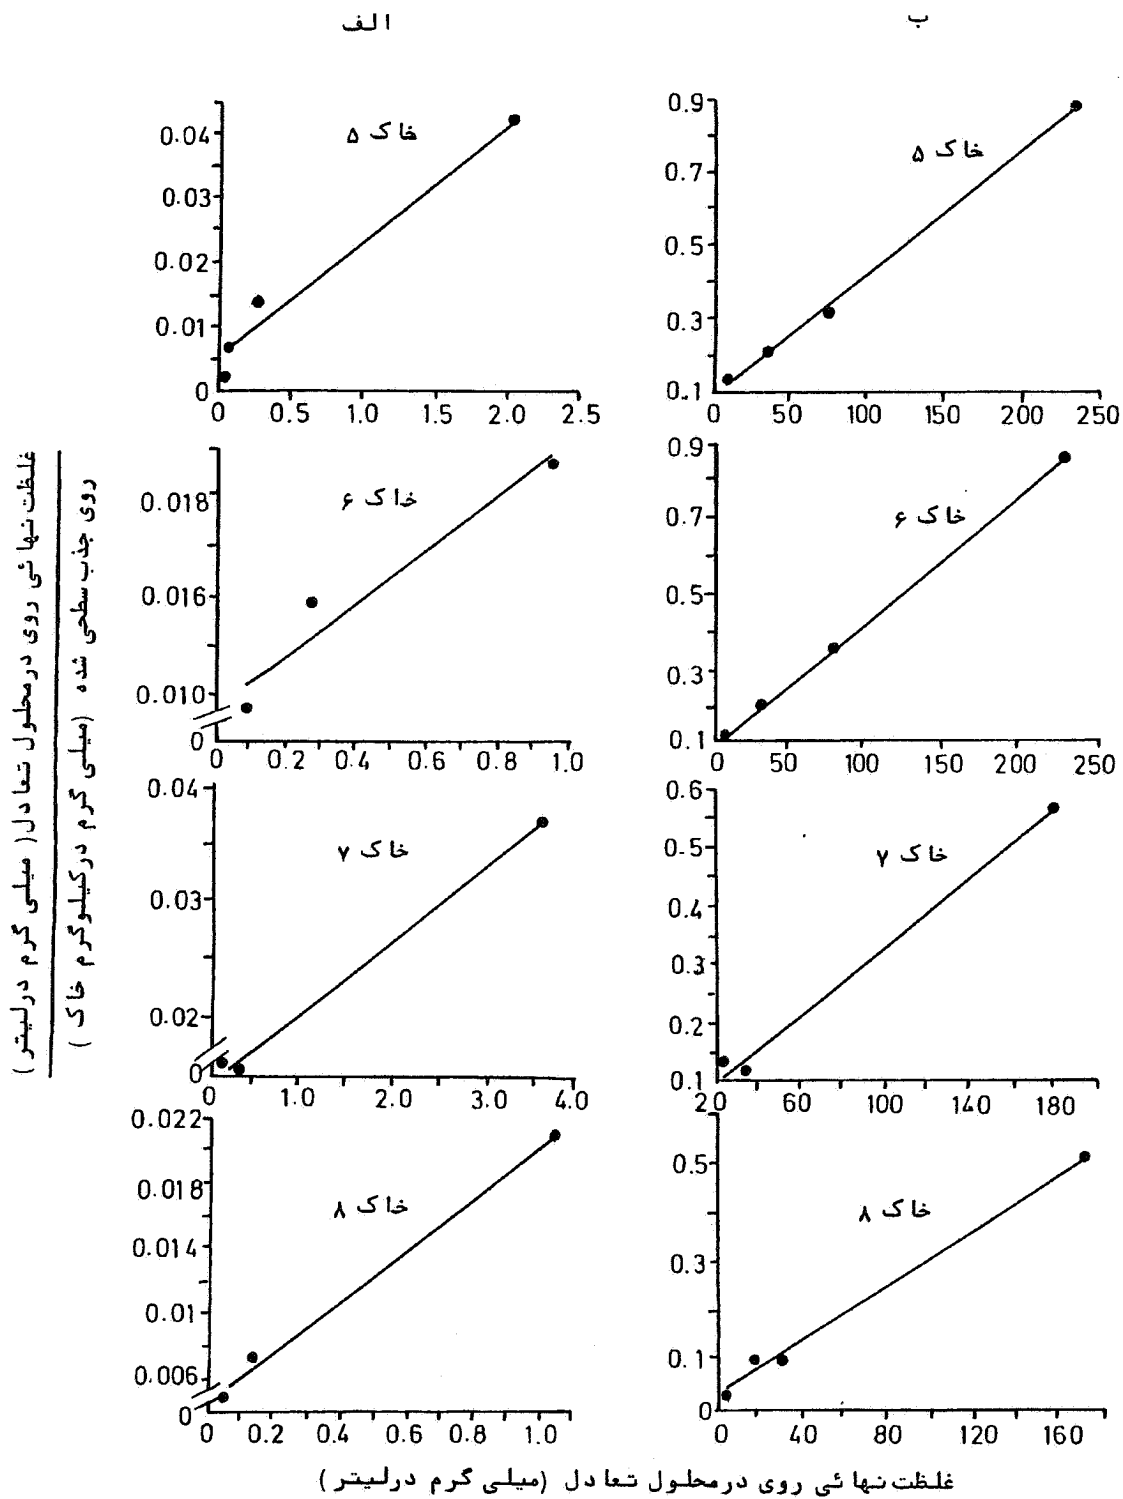 الف
ب
0.04
0.03
0.02
0.01
0
خاک ۵
0 0.5 1.0 1.5 2.0 2.5
0.9
0.7
0.5
0.3
0.1
خاک ۵
0 50 100 150 200 250
0.018
0.016
0.010
0
خاک ۶
0 0.2 0.4 0.6 0.8 1.0
0.9
0.7
0.5
0.3
0.1
خاک ۶
0 50 100 150 200 250
0.04
0.03
0.02
0
خاک ۷
0 1.0 2.0 3.0 4.0
0.6
0.5
0.4
0.3
0.2
0.1
خاک ۷
20 60 100 140 180
0.022
0.018
0.014
0.01
0.006
0
خاک ۸
0 0.2 0.4 0.6 0.8 1.0
0.5
0.3
0.1
0
خاک ۸
0 40 80 120 160
غلظت نهائی روی درمحلول تعادل (میلی گرم درلیتر)
روی جذب سطحی شده (میلی گرم درکیلوگرم خاک)
غلظت نهائی روی درمحلول تعادل (میلی گرم درلیتر)